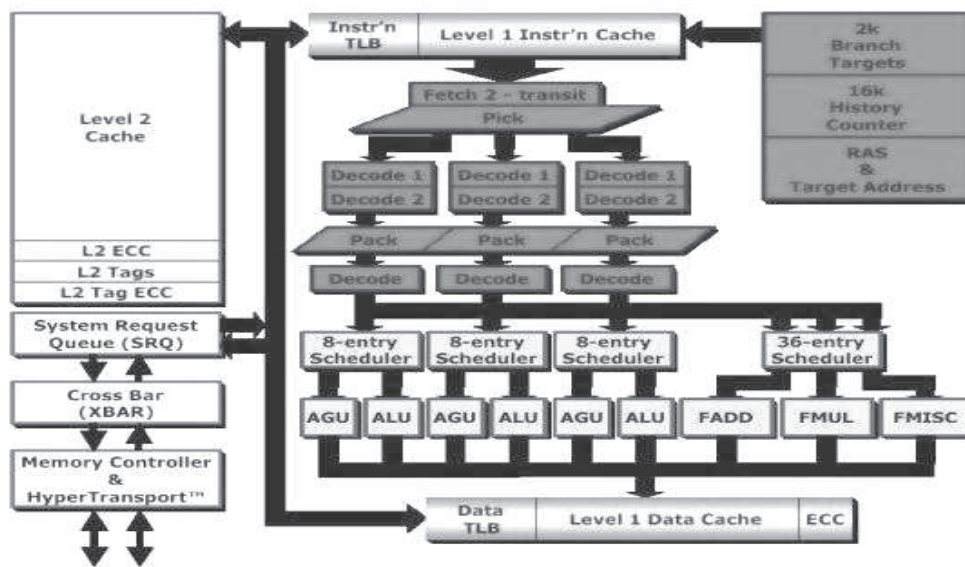 Level 2
Cache
L2 ECC
L2 Tags
L2 Tag ECC
System Request
Queue (SRQ)
Cross Bar
(XBAR)
Memory Controller
&
HyperTransport™
Instr'n
TLB
Level 1 Instr'n Cache
2k
Branch
Targets
16k
History
Counter
RAS
&
Target Address
Fetch 2 - transit
Pick
Decode 1
Decode 2
Decode 1
Decode 2
Decode 1
Decode 2
Pack
Pack
Pack
Decode
Decode
Decode
8-entry
Scheduler
8-entry
Scheduler
8-entry
Scheduler
36-entry
Scheduler
AGU
ALU
AGU
ALU
AGU
ALU
FADD
FMUL
FMISC
Data
TLB
Level 1 Data Cache
ECC